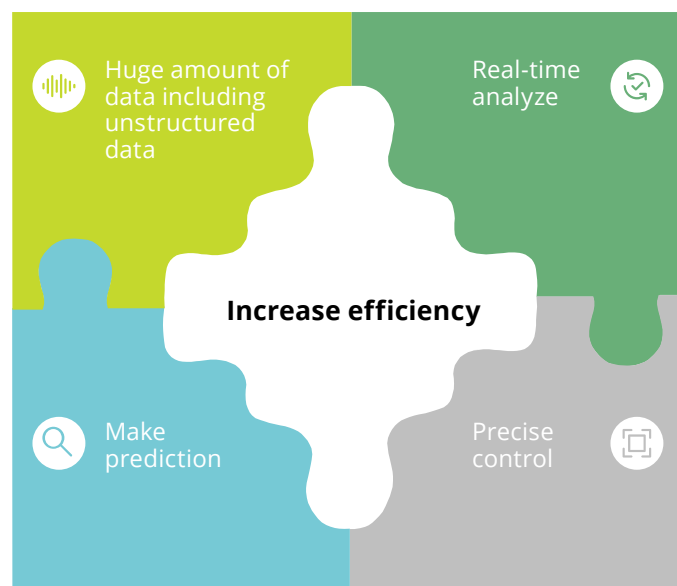 Huge amount of
data including
unstructured
data
Real-time
analyze
Increase efficiency
Make
prediction
Precise
control